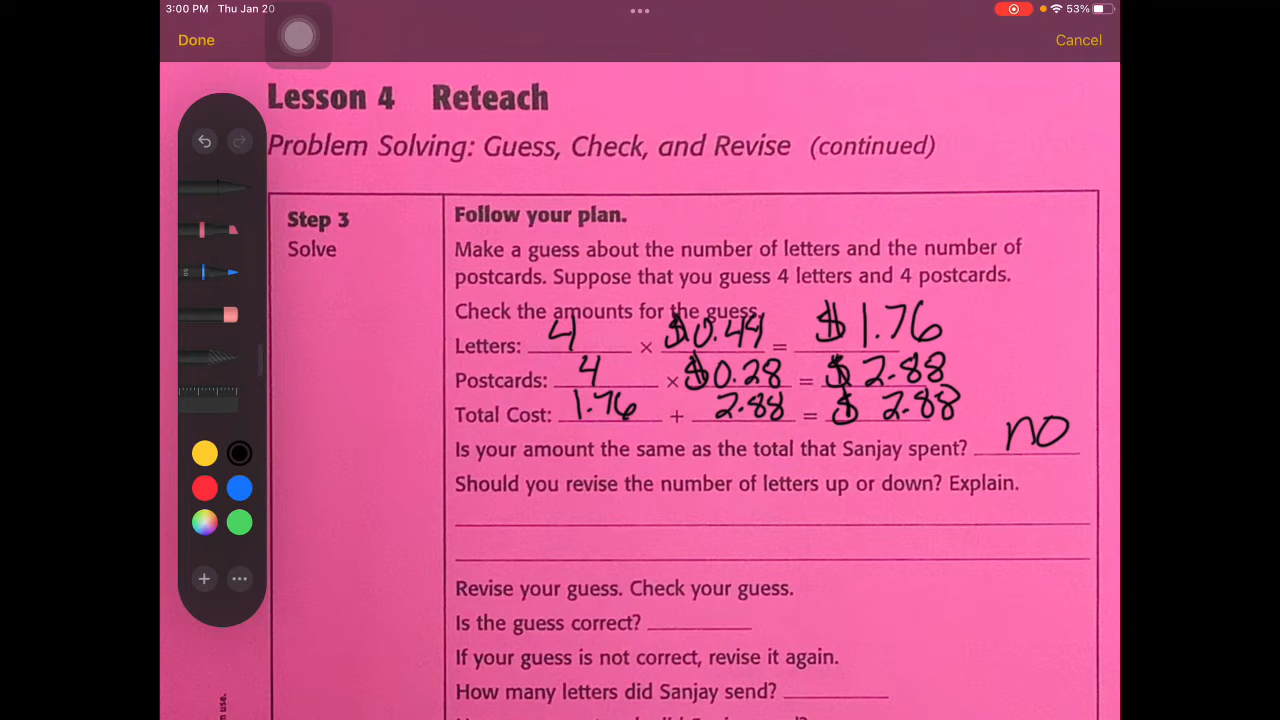 3:00 PM Thu Jan 20
53%
Done
Cancel
Lesson 4 Reteach
Problem Solving: Guess, Check, and Revise (continued)
Step 3
Solve
Follow your plan.
Make a guess about the number of letters and the number of
postcards. Suppose that you guess 4 letters and 4 postcards.
Check the amounts for the guess.
Letters: 4 × $0.44 = $1.76
Postcards: 4 × $0.28 = $2.88
Total Cost: 1.76 + 2.88 = $2.88
Is your amount the same as the total that Sanjay spent? no
Should you revise the number of letters up or down? Explain.
Revise your guess. Check your guess.
Is the guess correct?
If your guess is not correct, revise it again.
How many letters did Sanjay send?